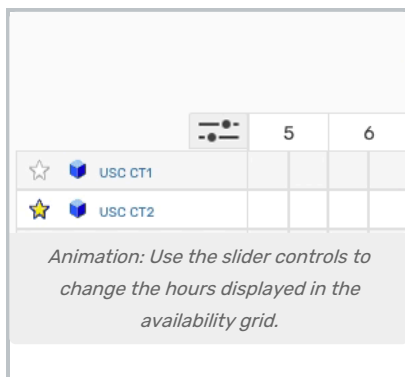 5 6
USC CT1
USC CT2
Animation: Use the slider controls to
change the hours displayed in the
availability grid.